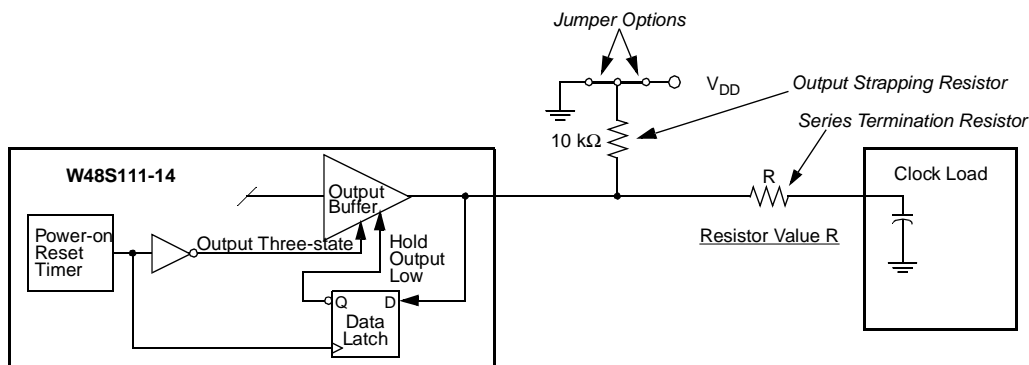 Jumper Options
V_DD
Output Strapping Resistor
10 kΩ
Series Termination Resistor
W48S111-14
Output
Buffer
R
Clock Load
Power-on
Reset
Timer
Output Three-state
Hold
Output
Low
Resistor Value R
Q
D
Data
Latch